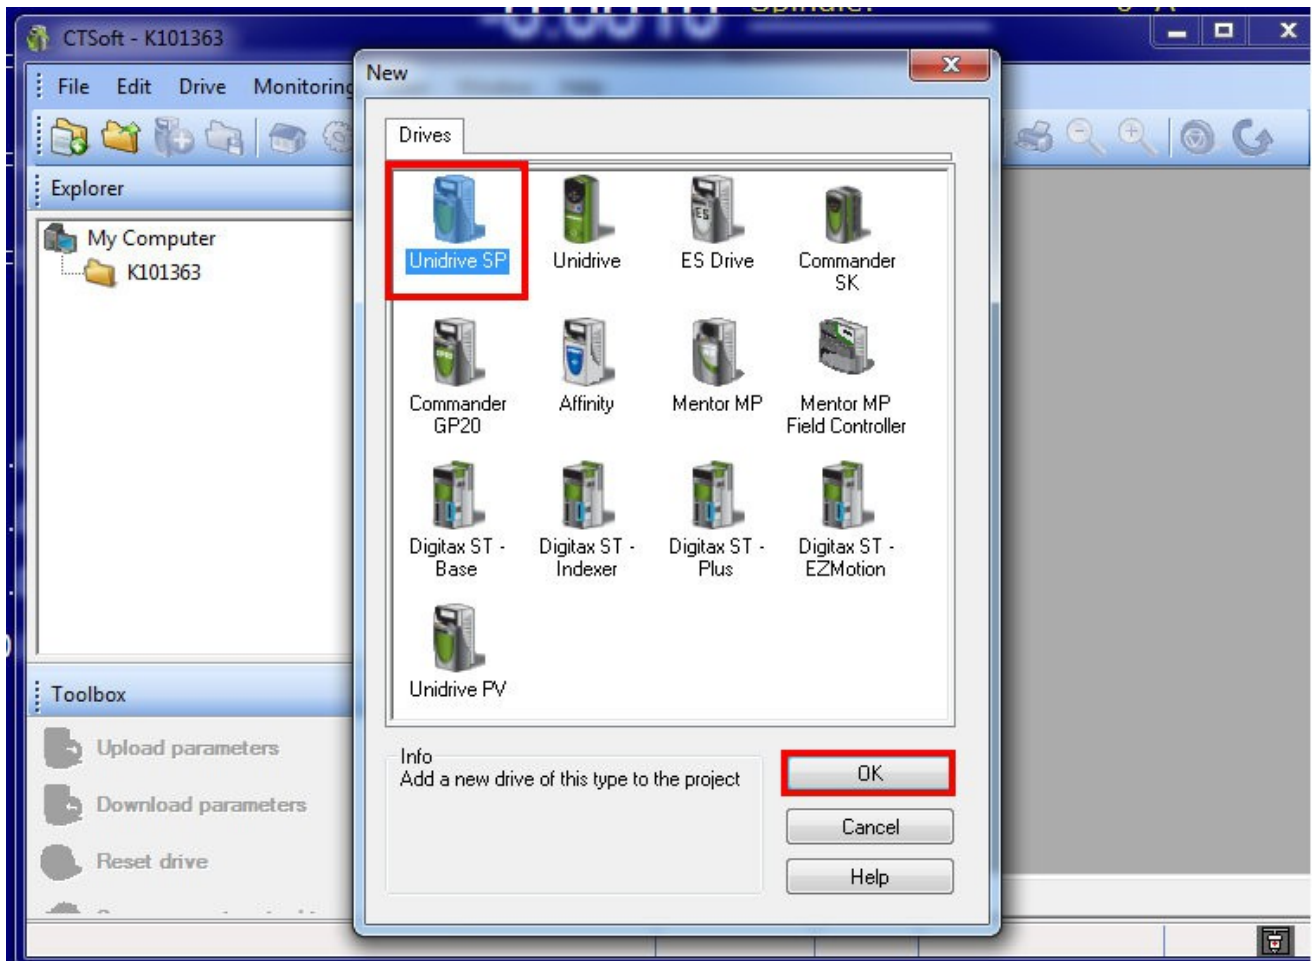 Spindle:
CTSoft - K101363
File Edit Drive Monitoring
New
Drives
Explorer
My Computer
K101363
Unidrive SP
Unidrive
ES Drive
Commander
SK
Commander
GP20
Affinity
Mentor MP
Mentor MP
Field Controller
Digitax ST -
Base
Digitax ST -
Indexer
Digitax ST -
Plus
Digitax ST -
EZMotion
Unidrive PV
Toolbox
Upload parameters
Download parameters
Reset drive
Info
Add a new drive of this type to the project
OK
Cancel
Help